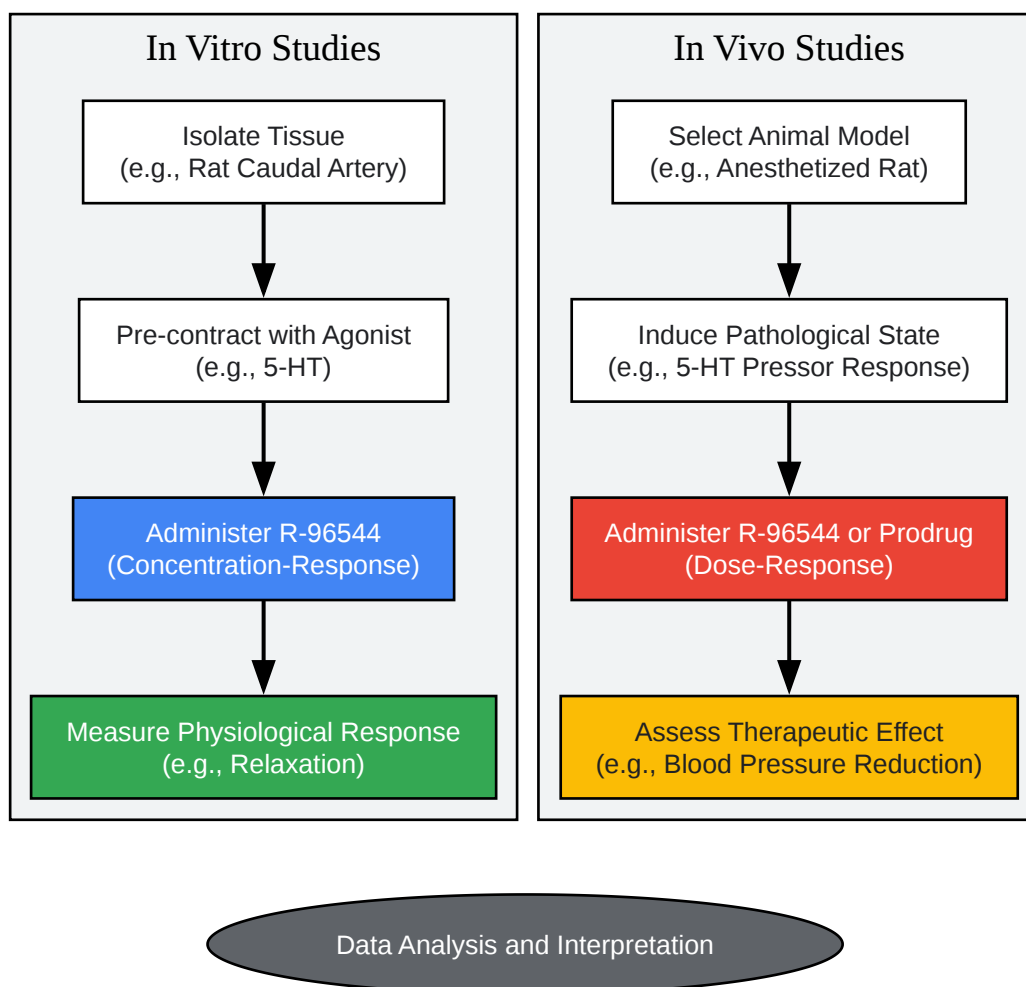 In Vitro Studies
Isolate Tissue
(e.g., Rat Caudal Artery)
Pre-contract with Agonist
(e.g., 5-HT)
Administer R-96544
(Concentration-Response)
Measure Physiological Response
(e.g., Relaxation)
In Vivo Studies
Select Animal Model
(e.g., Anesthetized Rat)
Induce Pathological State
(e.g., 5-HT Pressor Response)
Administer R-96544 or Prodrug
(Dose-Response)
Assess Therapeutic Effect
(e.g., Blood Pressure Reduction)
Data Analysis and Interpretation